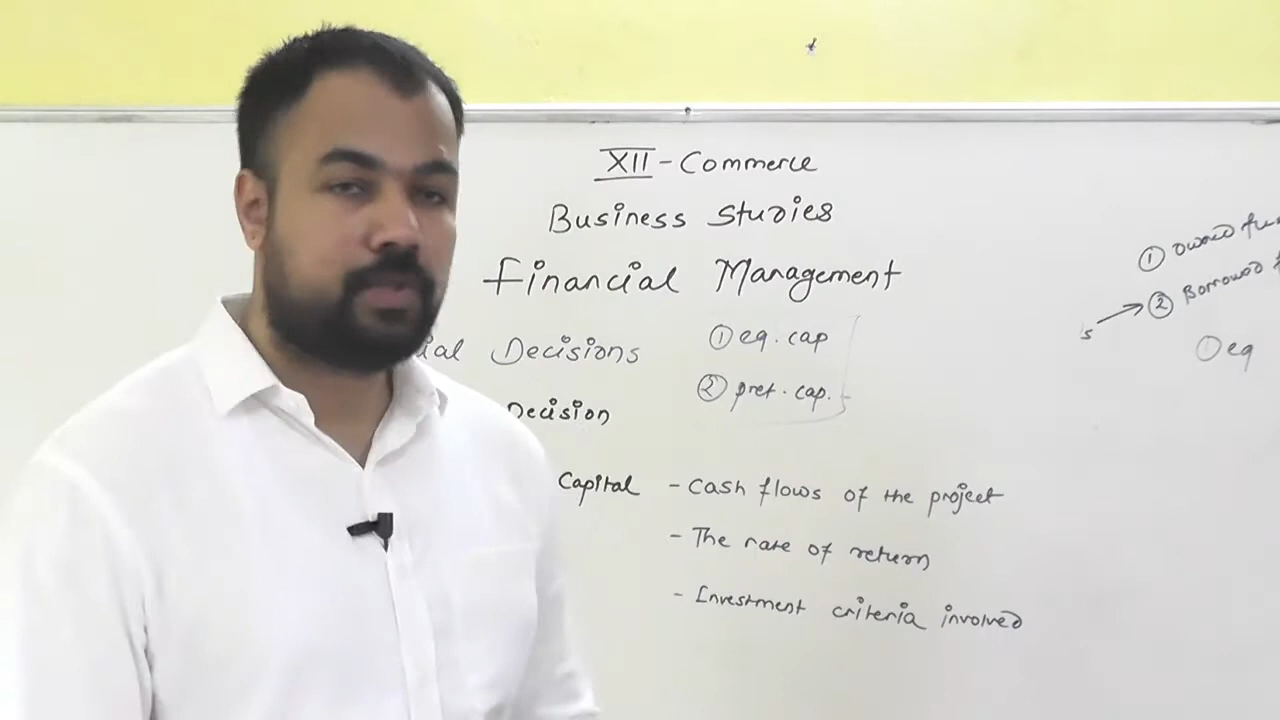 XII - Commerce
Business Studies
Financial Management
ial Decisions
① eq. cap
② pref. cap.
Decision
Capital - Cash flows of the project
- The rate of return
- Investment criteria involved
① owned fu
② Borrowed f
① eq